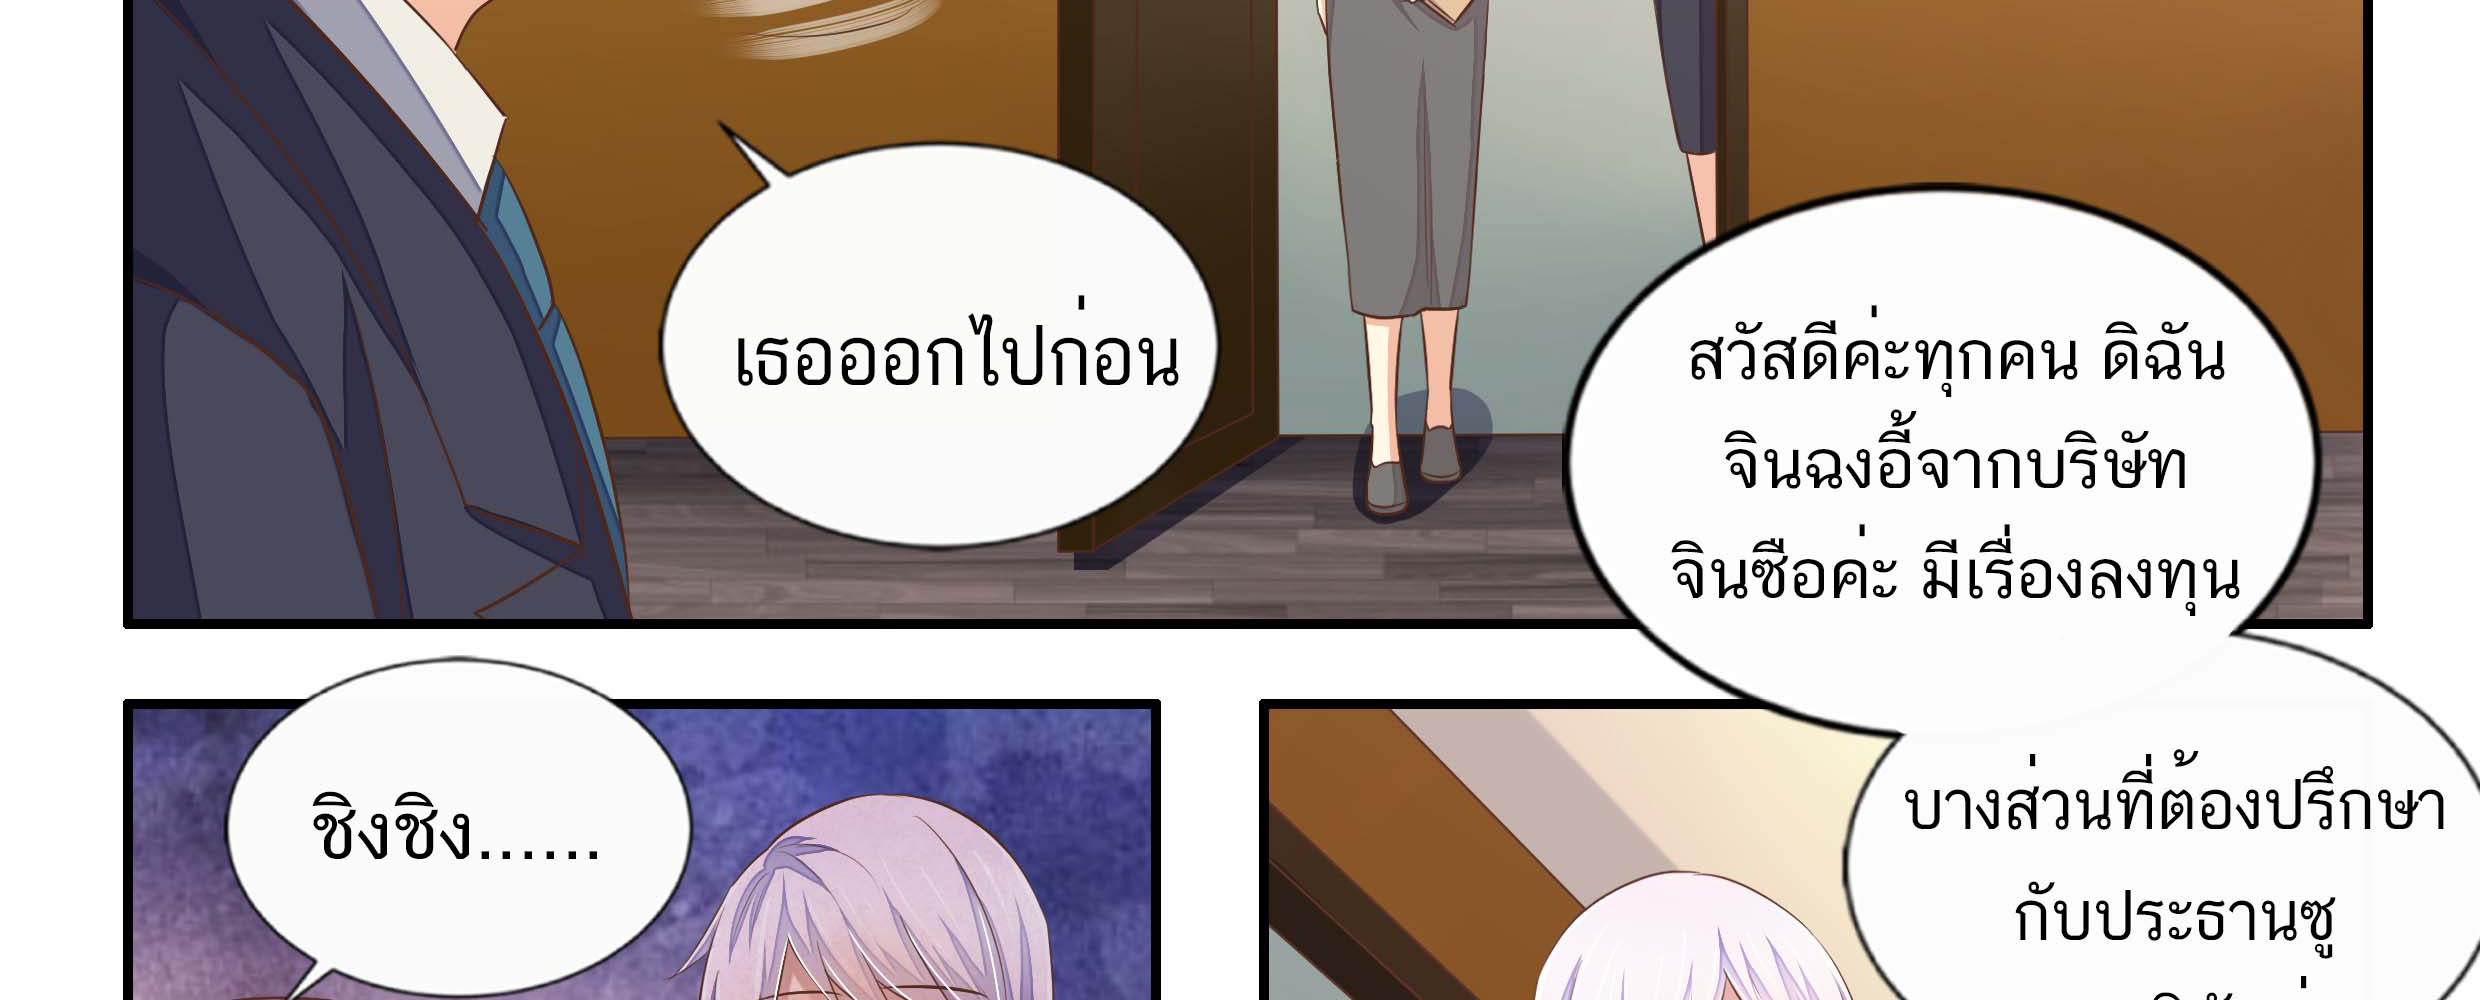 เธอออกไปก่อน
สวัสดีค่ะทุกคน ดิฉัน
จินฉงอี้จากบริษัท
จินซือค่ะ มีเรื่องลงทุน
บางส่วนที่ต้องปรึกษา
กับประธานซู
ชิงชิง......